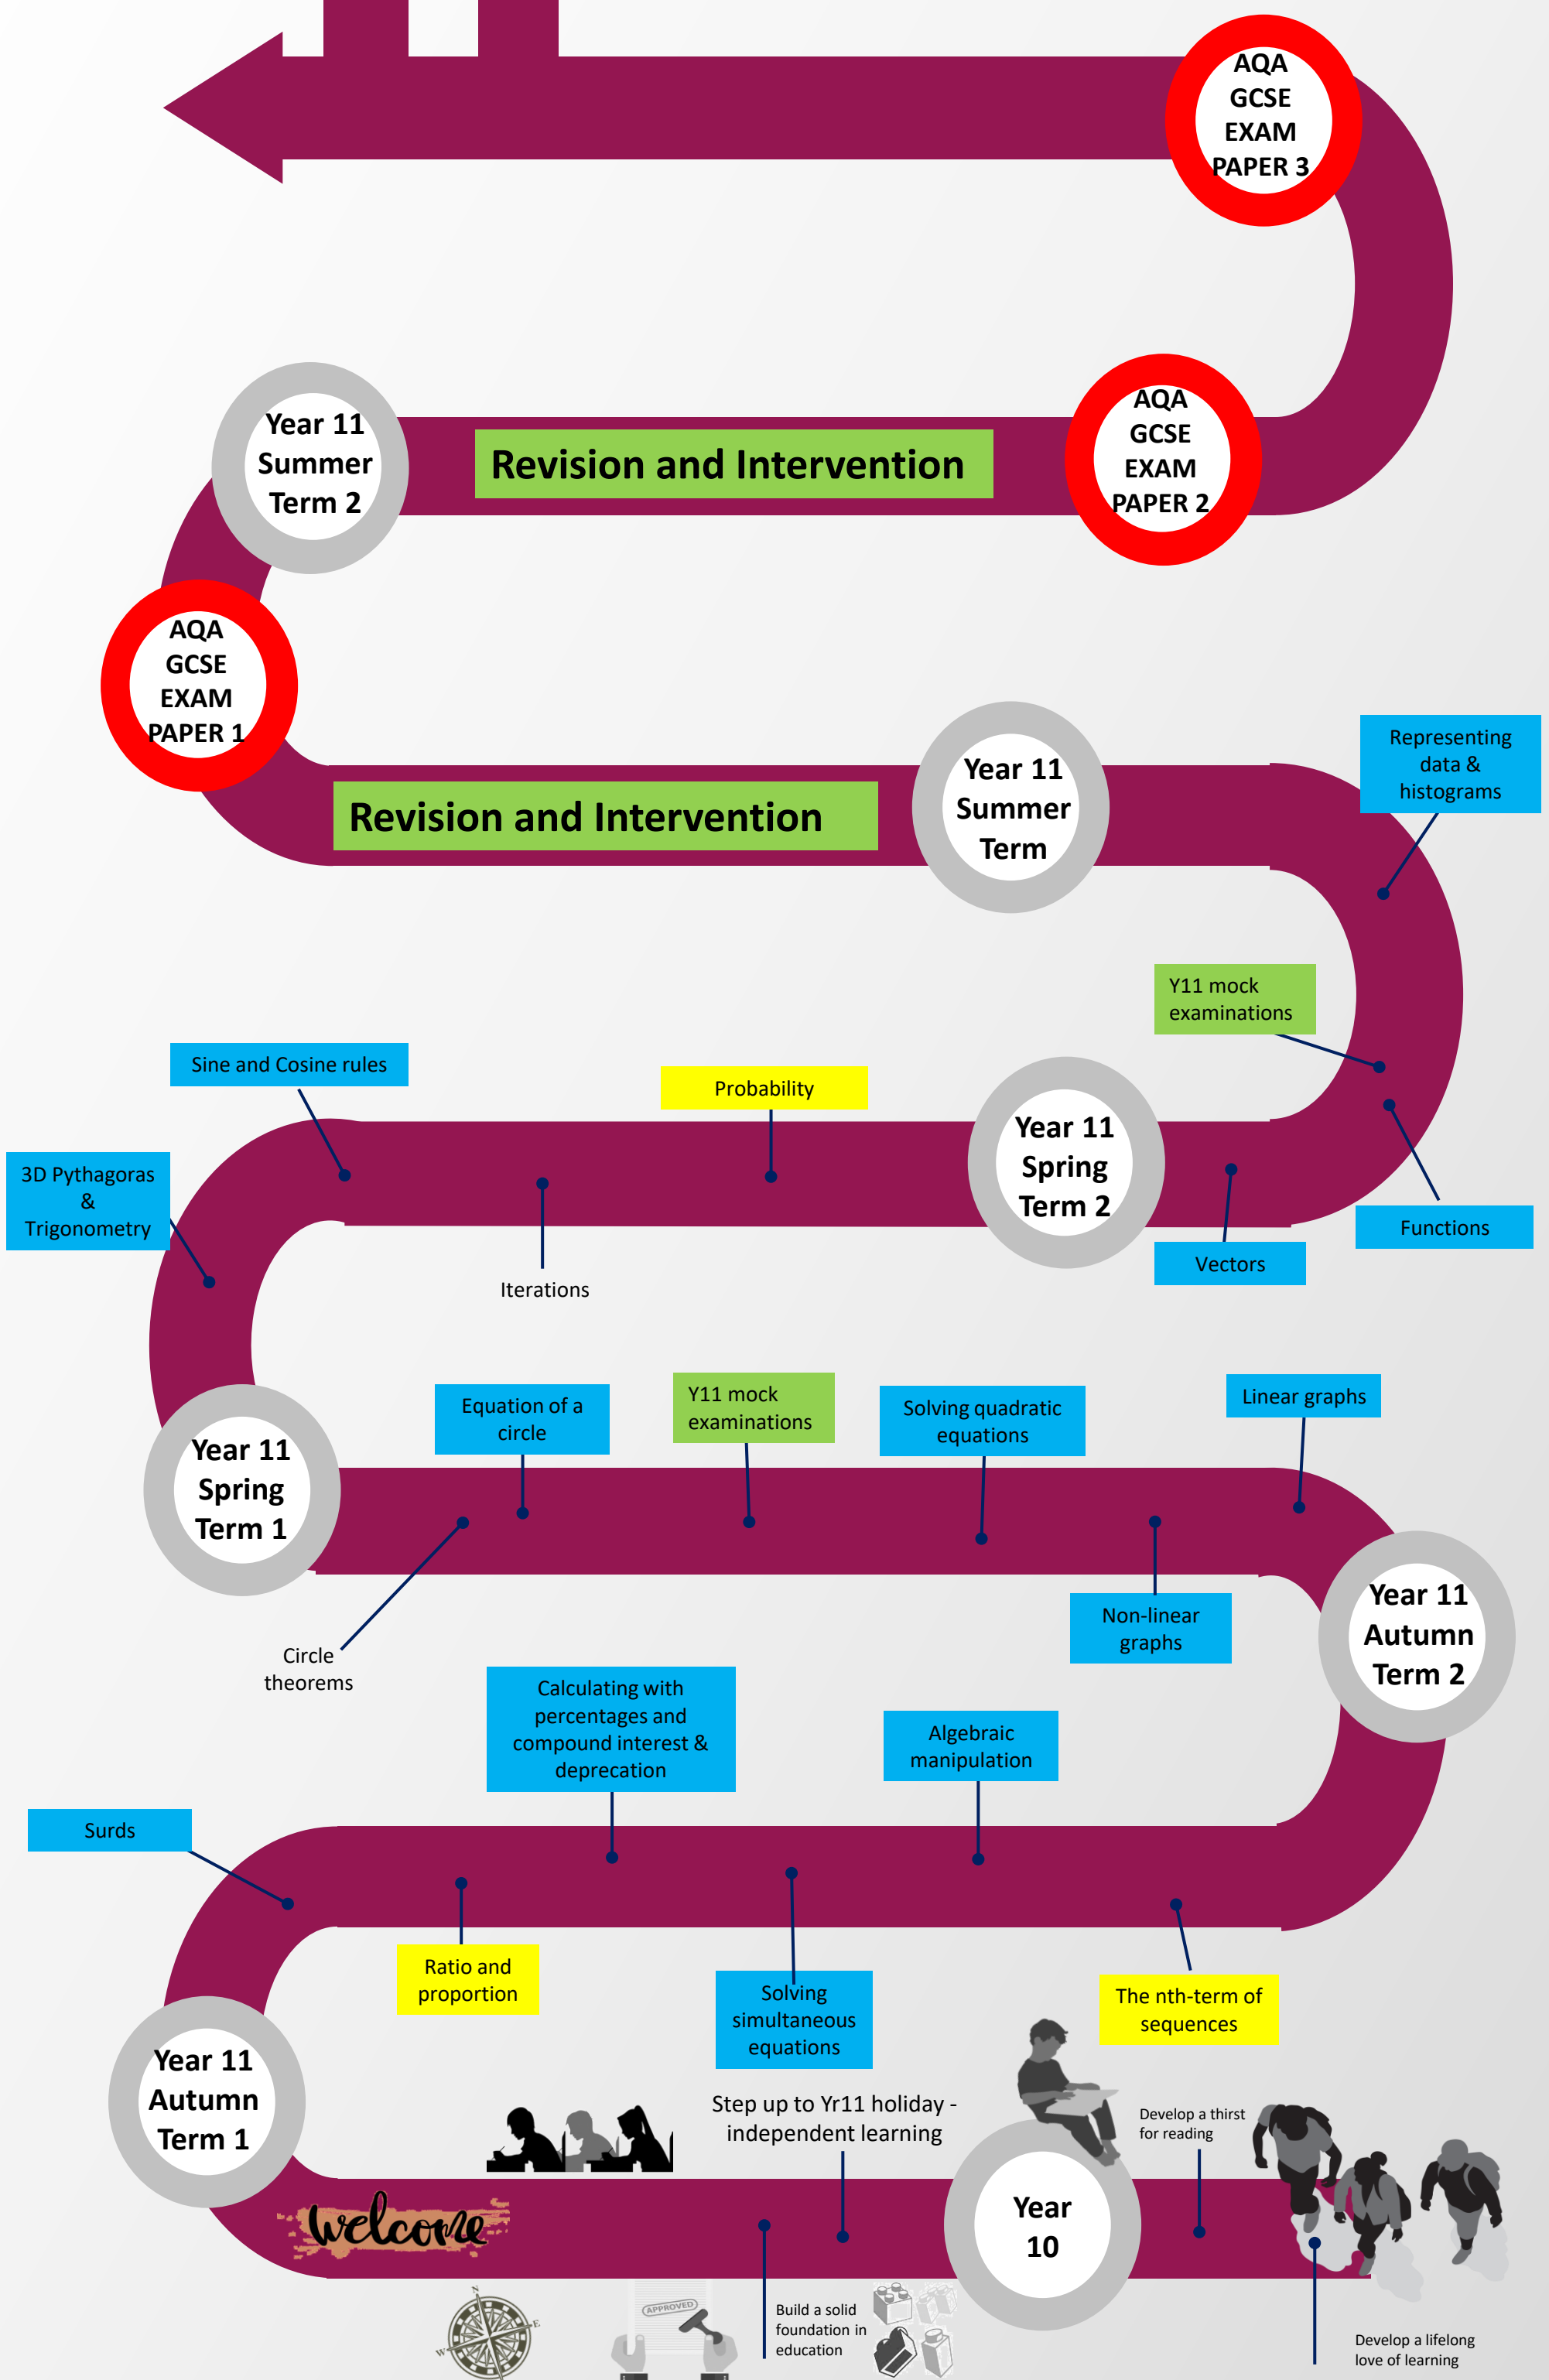 AQA
GCSE
EXAM
PAPER 3
Year 11
Summer
Term 2
Revision and Intervention
AQA
GCSE
EXAM
PAPER 2
AQA
GCSE
EXAM
PAPER 1
Revision and Intervention
Year 11
Summer
Term
Representing
data &
histograms
Y11 mock
examinations
Sine and Cosine rules
Probability
Year 11
Spring
Term 2
3D Pythagoras
&
Trigonometry
Functions
Vectors
Iterations
Equation of a
circle
Y11 mock
examinations
Solving quadratic
equations
Linear graphs
Year 11
Spring
Term 1
Non-linear
graphs
Year 11
Autumn
Term 2
Circle
theorems
Calculating with
percentages and
compound interest &
deprecation
Algebraic
manipulation
Surds
Ratio and
proportion
Solving
simultaneous
equations
The nth-term of
sequences
Year 11
Autumn
Term 1
Step up to Yr11 holiday -
independent learning
Develop a thirst
for reading
welcome
Year
10
N
E
W
APPROVED
Build a solid
foundation in
education
Develop a lifelong
love of learning